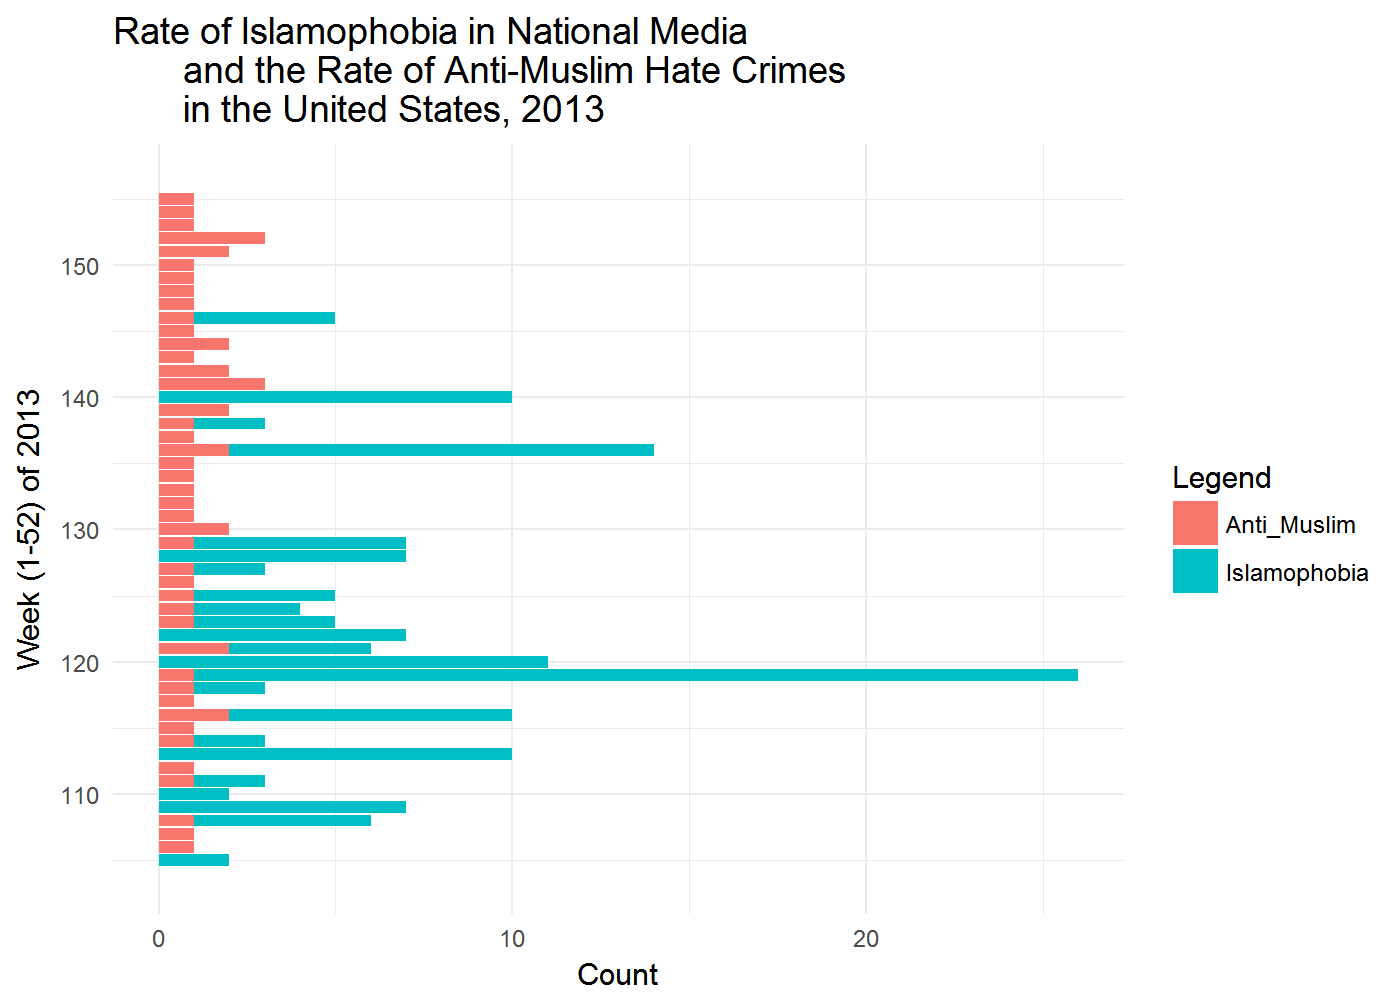 Rate of Islamophobia in National Media
and the Rate of Anti-Muslim Hate Crimes
in the United States, 2013
Week (1-52) of 2013
150
140
130
120
110
0 10 20
Count
Legend
Anti_Muslim
Islamophobia